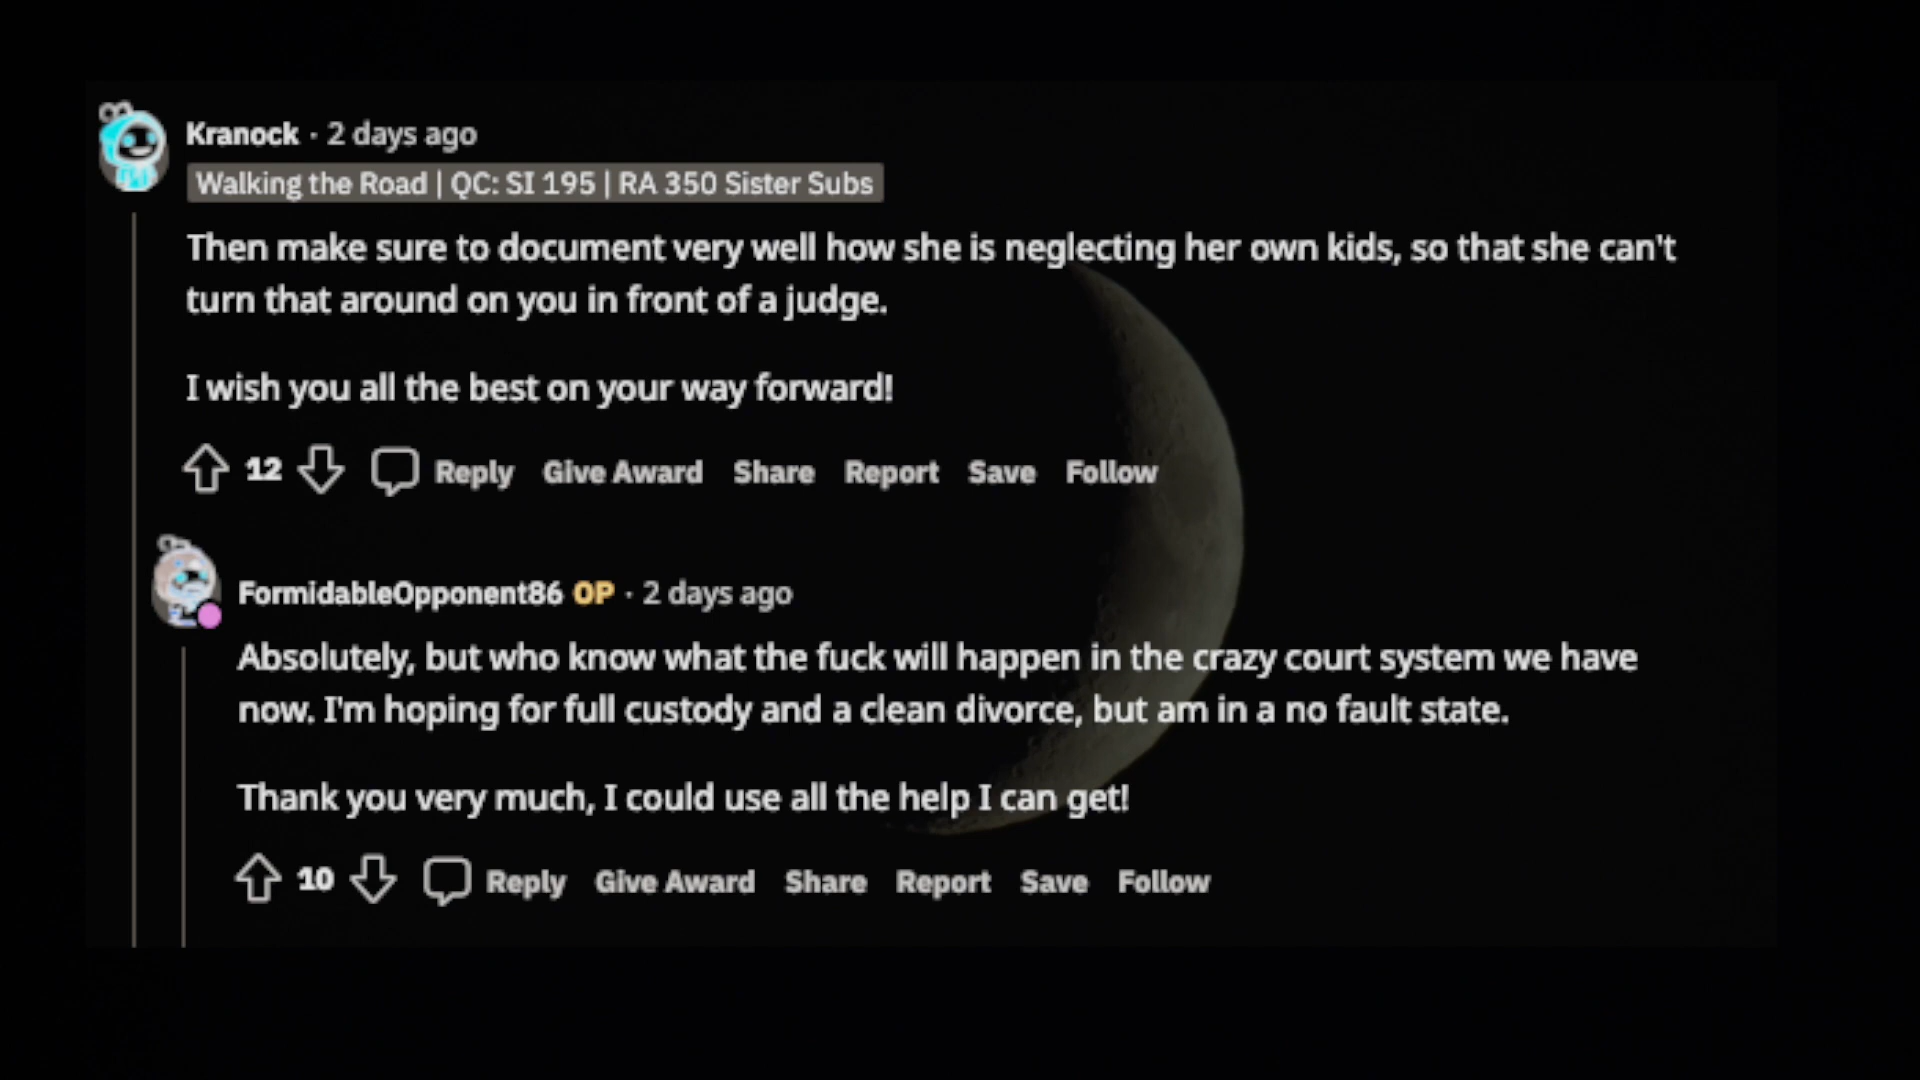 Kranock · 2 days ago
Walking the Road | QC: SI 195 | RA 350 Sister Subs
Then make sure to document very well how she is neglecting her own kids, so that she can't
turn that around on you in front of a judge.
I wish you all the best on your way forward!
12 Reply Give Award Share Report Save Follow
FormidableOpponent86 OP · 2 days ago
Absolutely, but who know what the fuck will happen in the crazy court system we have
now. I'm hoping for full custody and a clean divorce, but am in a no fault state.
Thank you very much, I could use all the help I can get!
10 Reply Give Award Share Report Save Follow